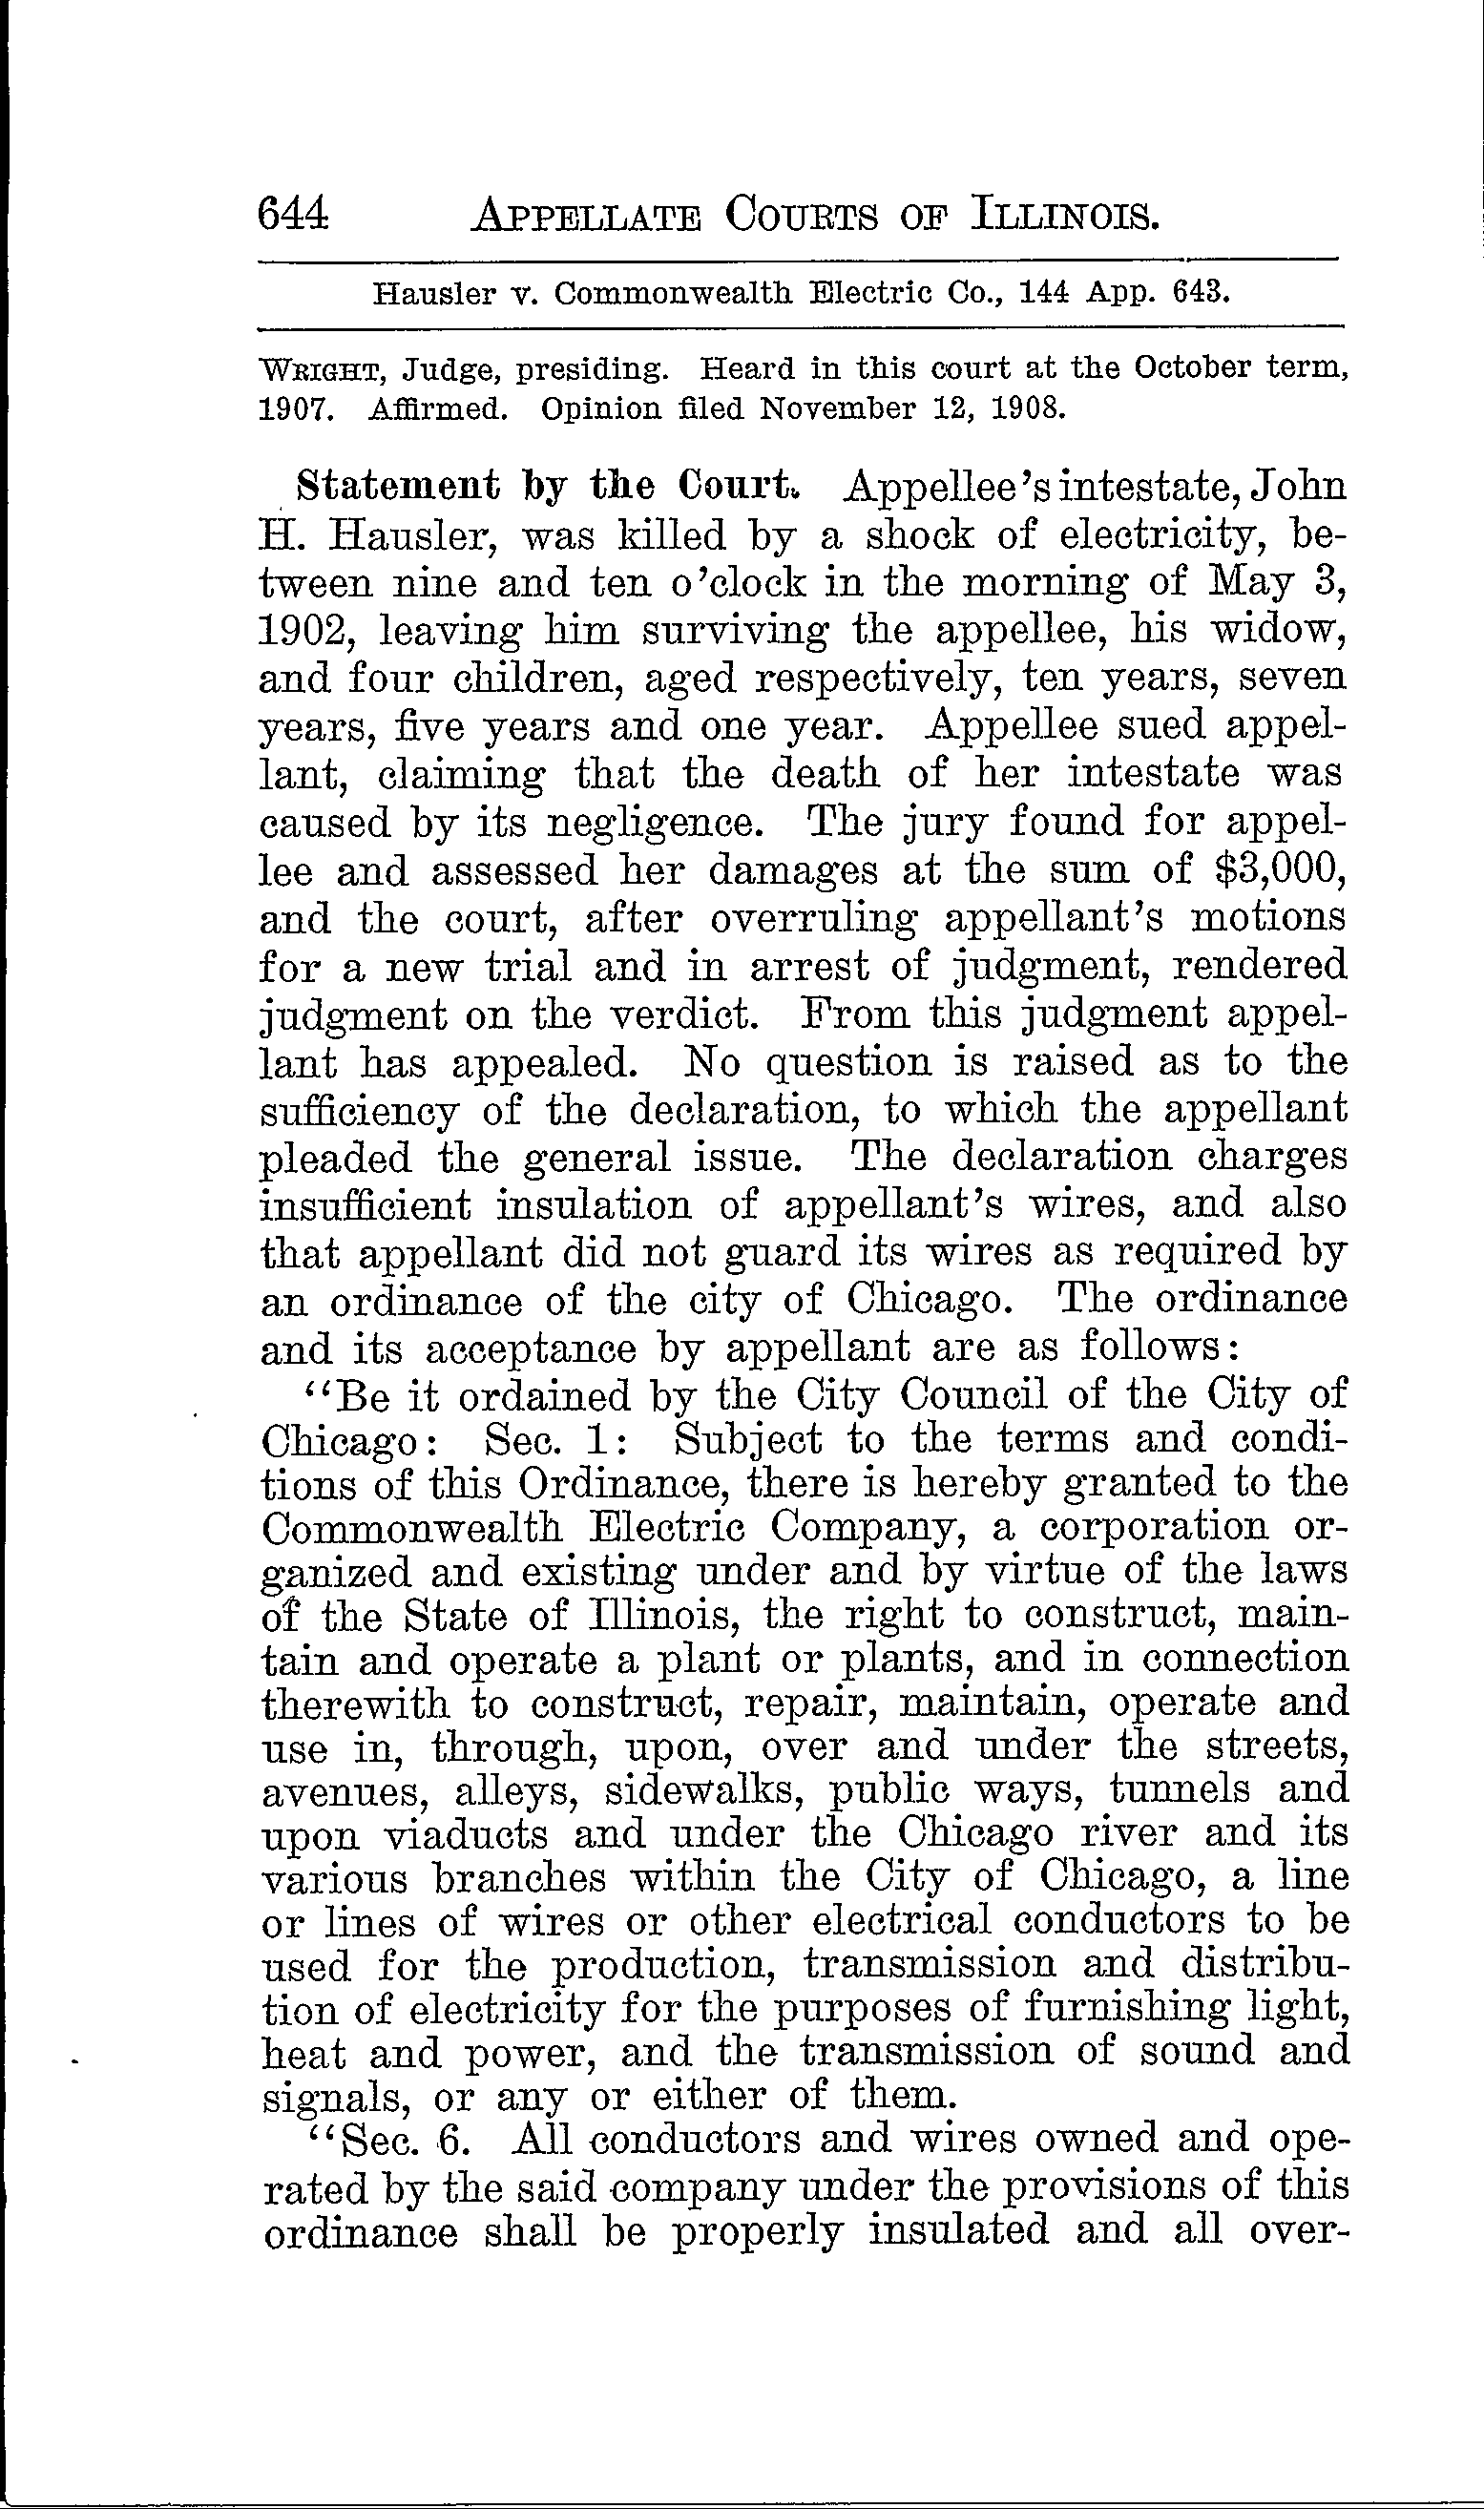 644 APPELLATE COURTS OF ILLINOIS.
Hausler v. Commonwealth Electric Co., 144 App. 643.
WRIGHT, Judge, presiding. Heard in this court at the October term,
1907. Affirmed. Opinion filed November 12, 1908.
Statement by the Court. Appellee's intestate, John
H. Hausler, was killed by a shock of electricity, be-
tween nine and ten o'clock in the morning of May 3,
1902, leaving him surviving the appellee, his widow,
and four children, aged respectively, ten years, seven
years, five years and one year. Appellee sued appel-
lant, claiming that the death of her intestate was
caused by its negligence. The jury found for appel-
lee and assessed her damages at the sum of $3,000,
and the court, after overruling appellant's motions
for a new trial and in arrest of judgment, rendered
judgment on the verdict. From this judgment appel-
lant has appealed. No question is raised as to the
sufficiency of the declaration, to which the appellant
pleaded the general issue. The declaration charges
insufficient insulation of appellant's wires, and also
that appellant did not guard its wires as required by
an ordinance of the city of Chicago. The ordinance
and its acceptance by appellant are as follows:
"Be it ordained by the City Council of the City of
Chicago: Sec. 1: Subject to the terms and condi-
tions of this Ordinance, there is hereby granted to the
Commonwealth Electric Company, a corporation or-
ganized and existing under and by virtue of the laws
of the State of Illinois, the right to construct, main-
tain and operate a plant or plants, and in connection
therewith to construct, repair, maintain, operate and
use in, through, upon, over and under the streets,
avenues, alleys, sidewalks, public ways, tunnels and
upon viaducts and under the Chicago river and its
various branches within the City of Chicago, a line
or lines of wires or other electrical conductors to be
used for the production, transmission and distribu-
tion of electricity for the purposes of furnishing light,
heat and power, and the transmission of sound and
signals, or any or either of them.
"Sec. 6. All conductors and wires owned and ope-
rated by the said company under the provisions of this
ordinance shall be properly insulated and all over-